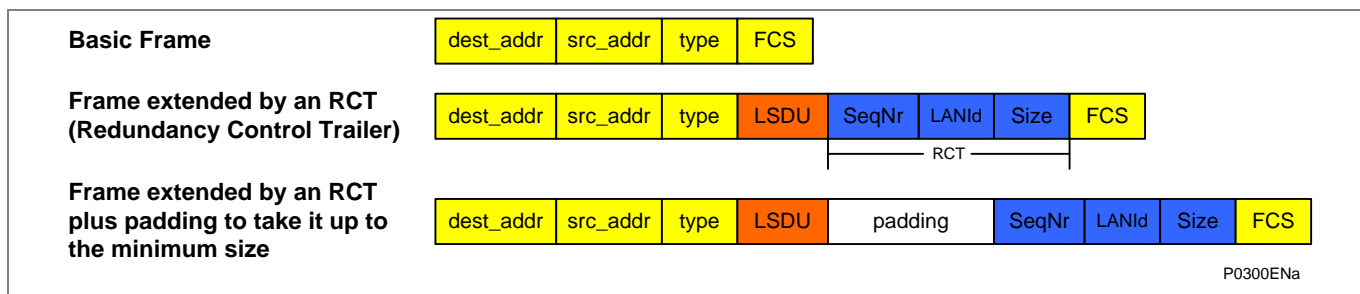 Basic Frame
dest_addr src_addr type FCS
Frame extended by an RCT
(Redundancy Control Trailer)
dest_addr src_addr type LSDU SeqNr LANId Size FCS
RCT
Frame extended by an RCT
plus padding to take it up to
the minimum size
dest_addr src_addr type LSDU padding SeqNr LANId Size FCS
P0300ENa